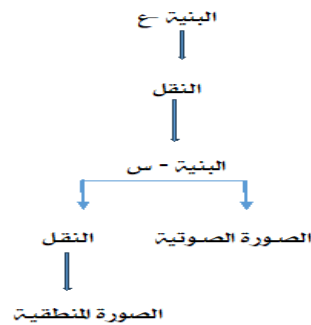 البنية -ع
النقل
البنية - س
الصورة الصوتية
النقل
الصورة المنطقية